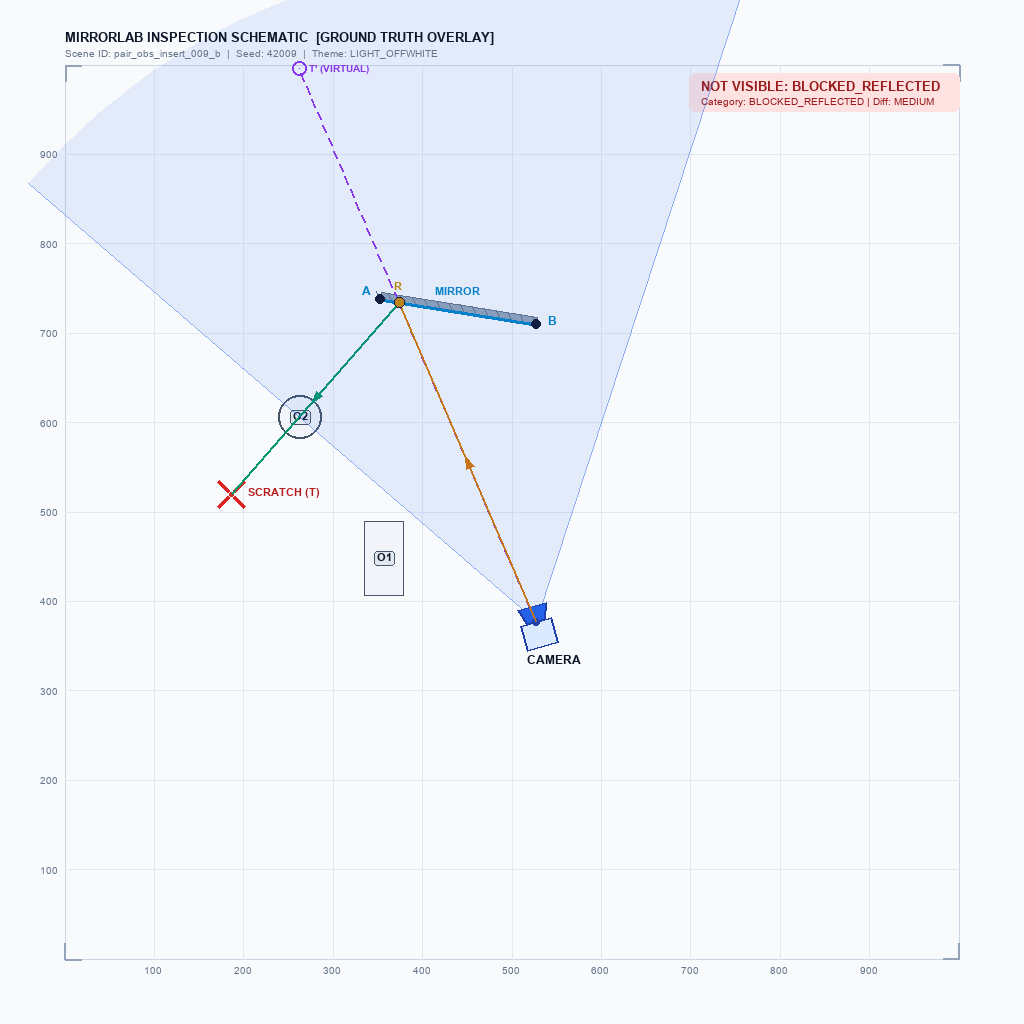 MIRRORLAB INSPECTION SCHEMATIC [GROUND TRUTH OVERLAY]
Scene ID: pair_obs_insert_009_b | Seed: 42009 | Theme: LIGHT_OFFWHITE
T' (VIRTUAL)
NOT VISIBLE: BLOCKED_REFLECTED
Category: BLOCKED_REFLECTED | Diff: MEDIUM
900
800
A
R
MIRROR
B
700
600
O2
SCRATCH (T)
500
O1
400
CAMERA
300
200
100
100 200 300 400 500 600 700 800 900